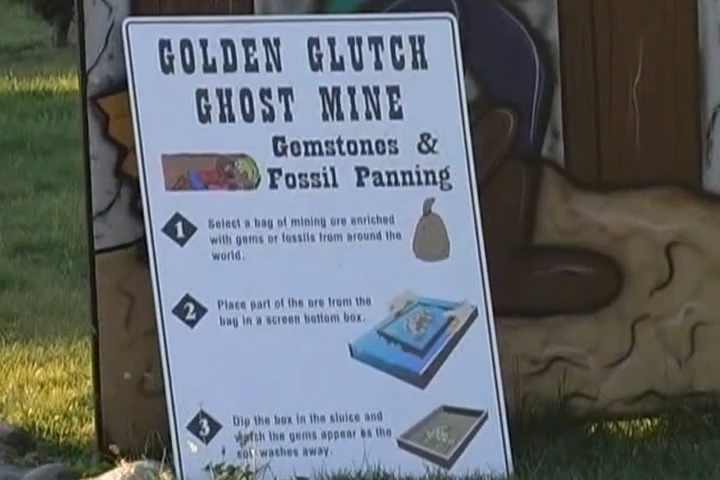 GOLDEN GLUTCH
GHOST MINE
Gemstones &
Fossil Panning
1 Select a bag of mining ore enriched
with gems or fossils from around the
world.
2 Place part of the ore from the
bag in a screen bottom box.
3 Dip the box in the sluice and
watch the gems appear as the
soil washes away.